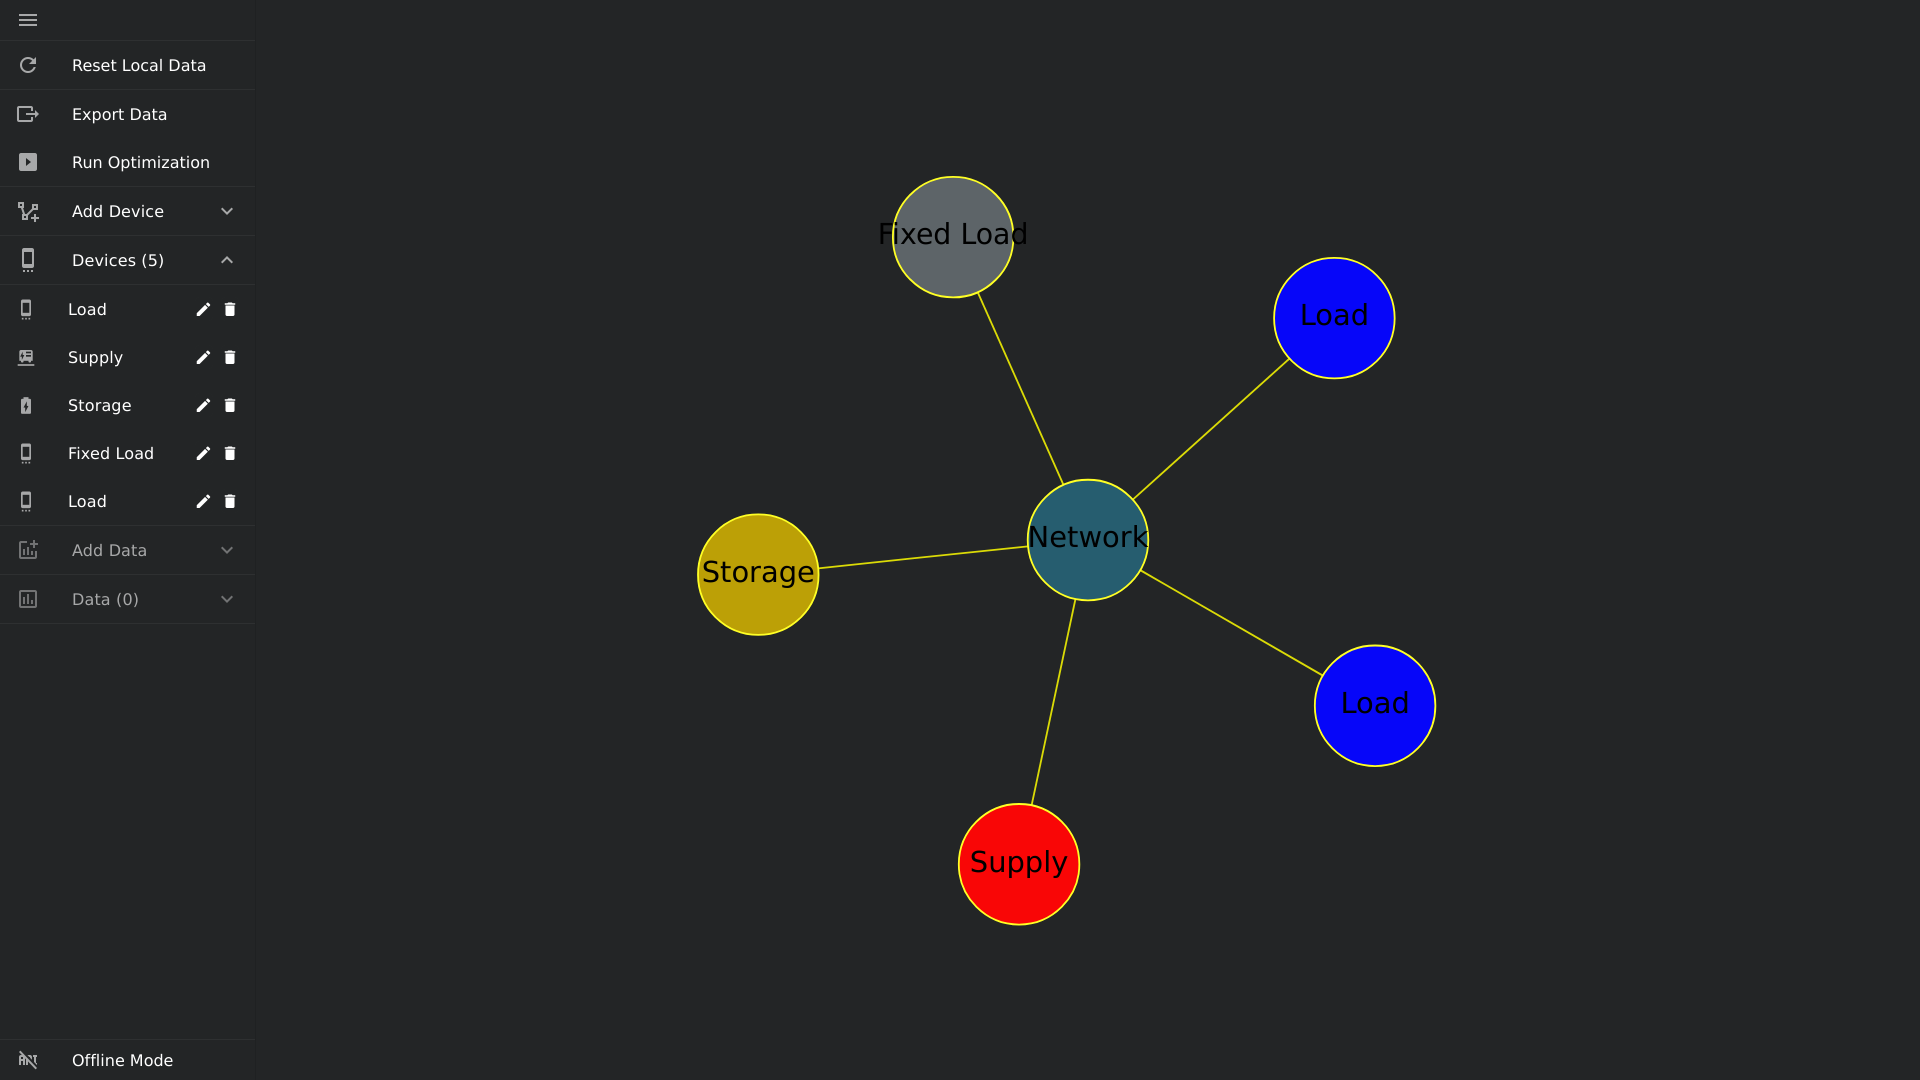 Reset Local Data
Export Data
Run Optimization
Add Device
Devices (5)
Load
Supply
Storage
Fixed Load
Load
Add Data
Data (0)
Offline Mode
Fixed Load
Load
Network
Storage
Load
Supply